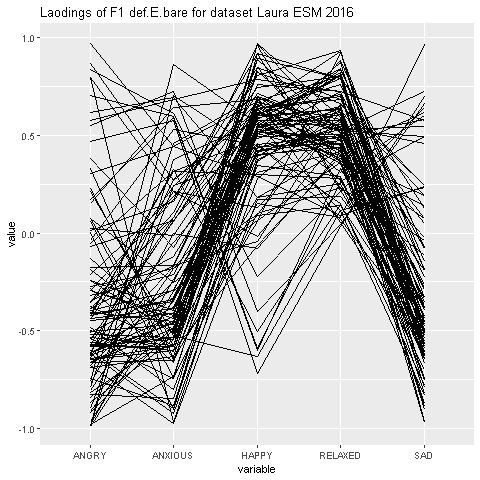 Laodings of F1 def.E.bare for dataset Laura ESM 2016
1.0
0.5
0.0
-0.5
-1.0
value
ANGRY ANXIOUS HAPPY RELAXED SAD
variable